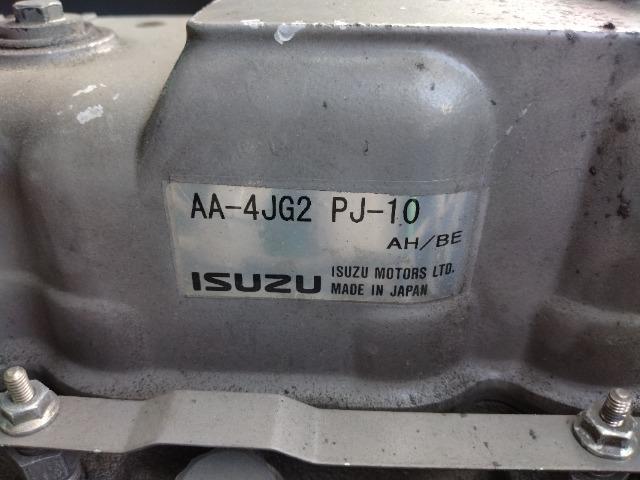 AA-4JG2 PJ-10
AH/BE
ISUZU
ISUZU MOTORS LTD.
MADE IN JAPAN